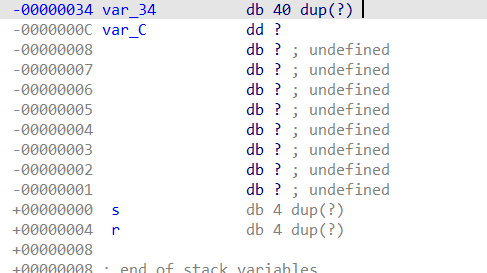 -00000034 var_34 db 40 dup(?)
-0000000C var_C dd ?
-00000008 db ? ; undefined
-00000007 db ? ; undefined
-00000006 db ? ; undefined
-00000005 db ? ; undefined
-00000004 db ? ; undefined
-00000003 db ? ; undefined
-00000002 db ? ; undefined
-00000001 db ? ; undefined
+00000000 s db 4 dup(?)
+00000004 r db 4 dup(?)
+00000008
+00000008 ; end of stack variables